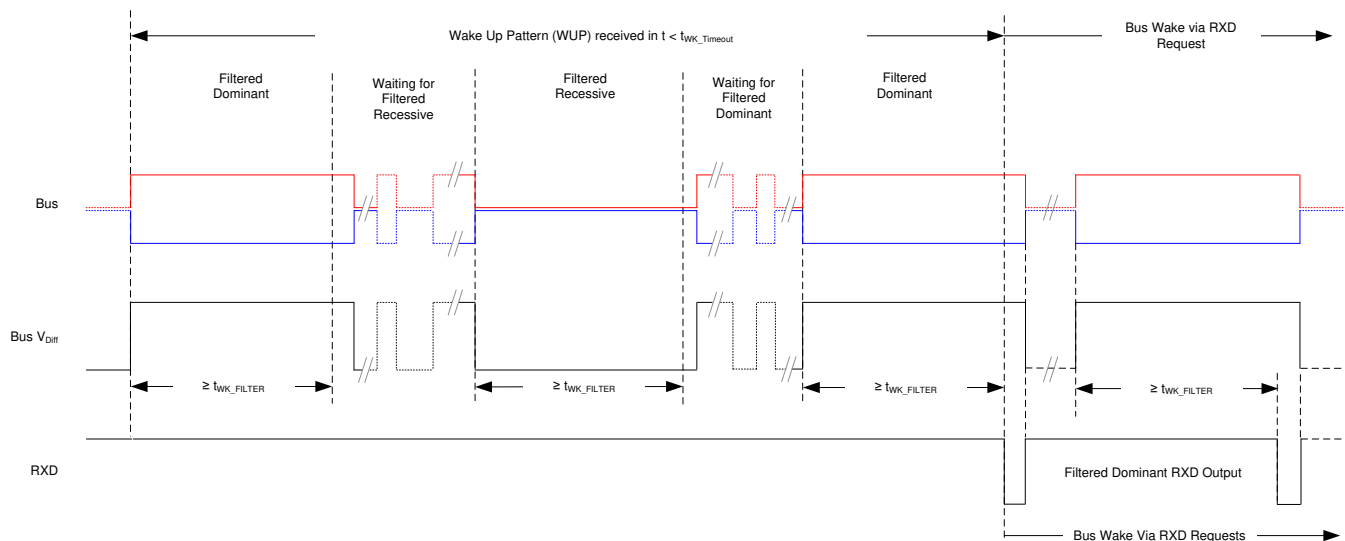 Wake Up Pattern (WUP) received in t < tWK_Timeout
Bus Wake via RXD
Request
Filtered
Dominant
Waiting for
Filtered
Recessive
Filtered
Recessive
Waiting for
Filtered
Dominant
Filtered
Dominant
Bus
Bus VDiff
≥ tWK_FILTER
≥ tWK_FILTER
≥ tWK_FILTER
≥ tWK_FILTER
RXD
Filtered Dominant RXD Output
Bus Wake Via RXD Requests